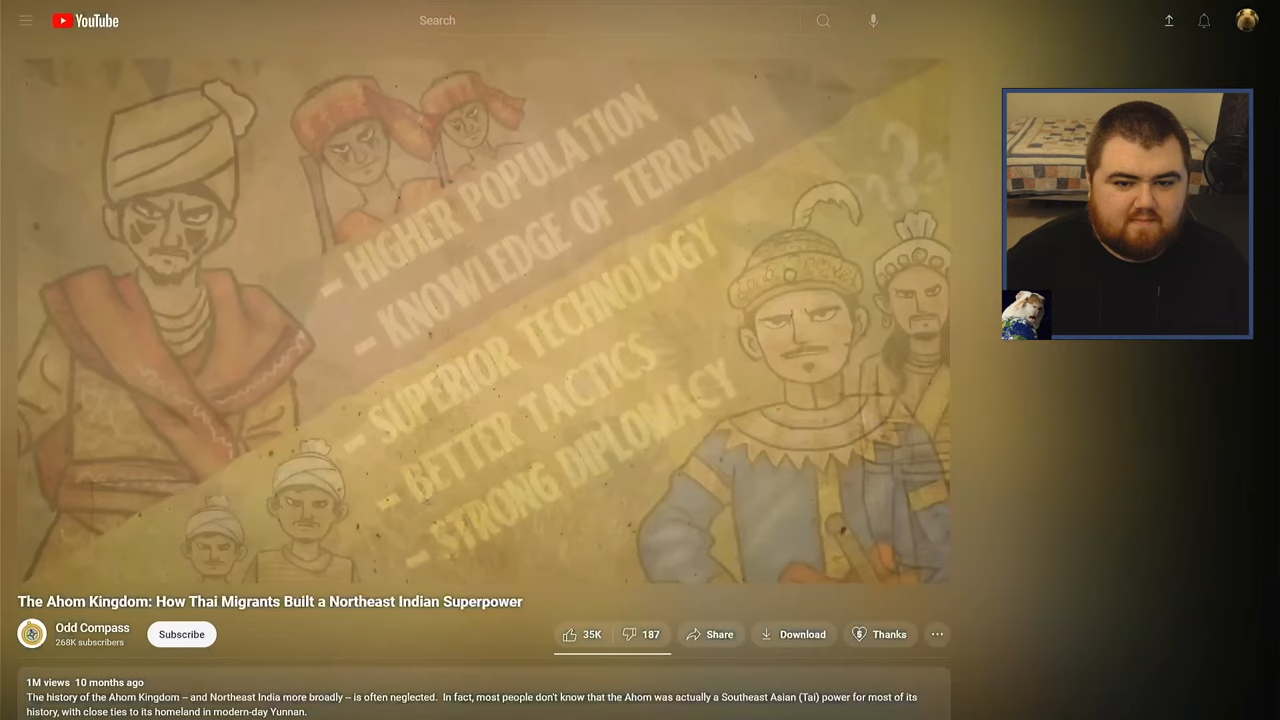 YouTube
Search
- HIGHER POPULATION
- KNOWLEDGE OF TERRAIN
- SUPERIOR TECHNOLOGY
- BETTER TACTICS
- STRONG DIPLOMACY
??
The Ahom Kingdom: How Thai Migrants Built a Northeast Indian Superpower
Odd Compass
268K subscribers
Subscribe
35K
187
Share
Download
Thanks
1M views 10 months ago
The history of the Ahom Kingdom – and Northeast India more broadly – is often neglected. In fact, most people don't know that the Ahom was actually a Southeast Asian (Tai) power for most of its
history, with close ties to its homeland in modern-day Yunnan.